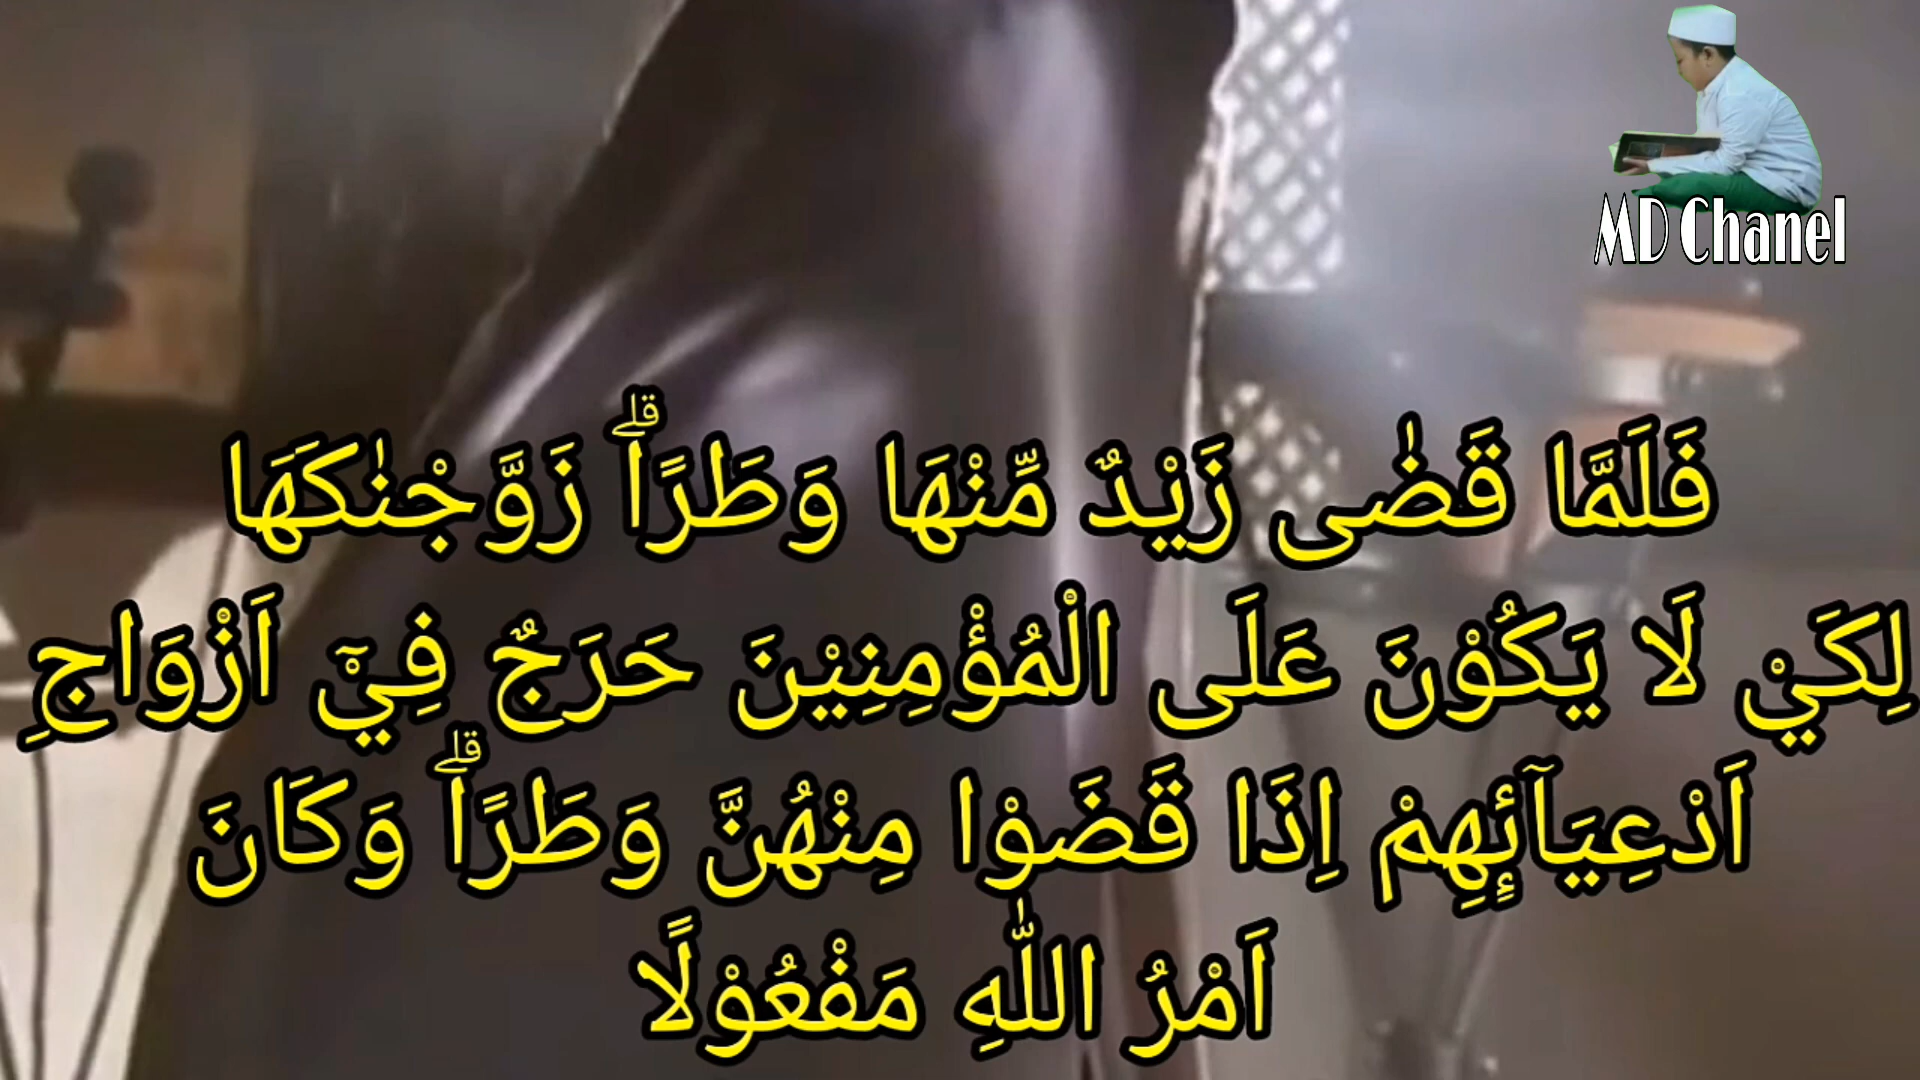 MD Chanel
فَلَمَّا قَضٰى زَيْدٌ مِّنْهَا وَطَرًاۗ زَوَّجْنٰكَهَا
لِكَيْ لَا يَكُوْنَ عَلَى الْمُؤْمِنِيْنَ حَرَجٌ فِيْٓ اَزْوَاجِ
اَدْعِيَاۤىِٕهِمْ اِذَا قَضَوْا مِنْهُنَّ وَطَرًاۗ وَكَانَ
اَمْرُ اللّٰهِ مَفْعُوْلًا